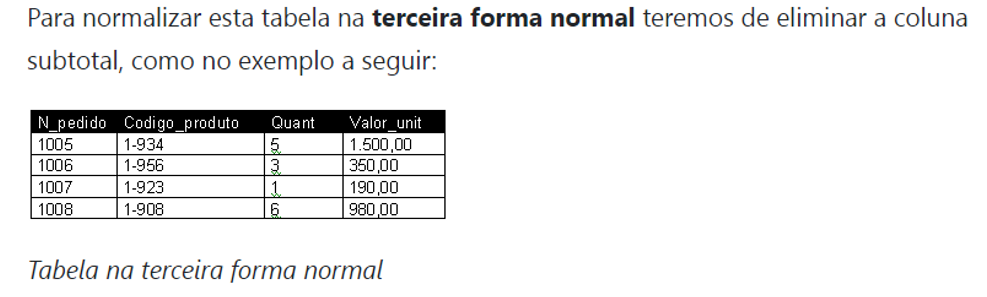 Para normalizar esta tabela na terceira forma normal teremos de eliminar a coluna
subtotal, como no exemplo a seguir:
N_pedido Codigo_produto Quant Valor_unit
1005 1-934 5 1.500,00
1006 1-956 3 350,00
1007 1-923 1 190,00
1008 1-908 6 980,00
Tabela na terceira forma normal